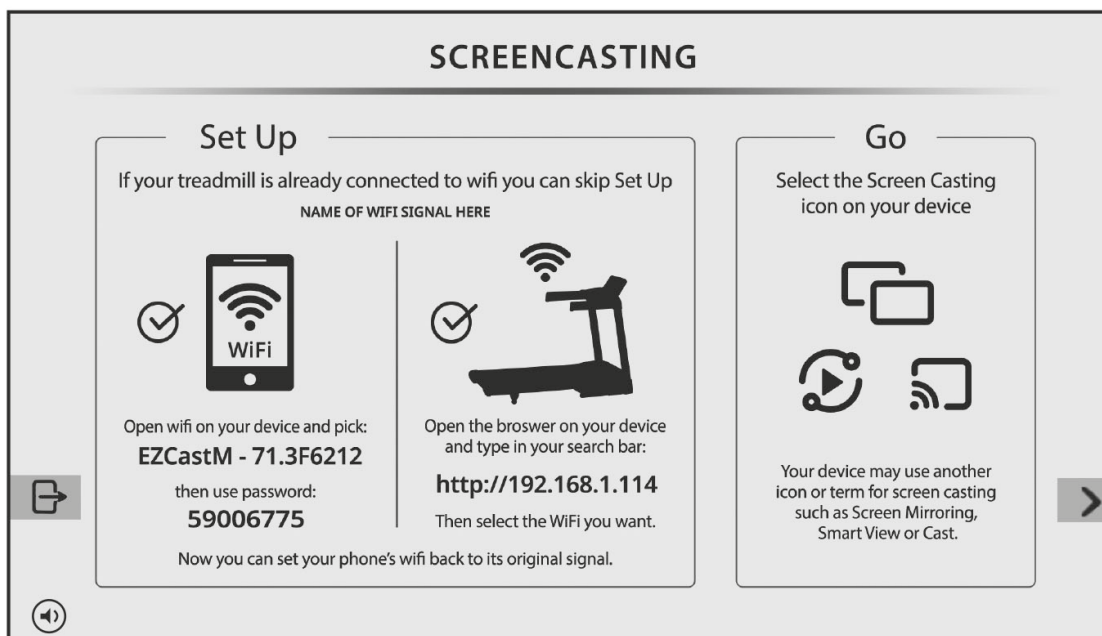 SCREENCASTING
Set Up
If your treadmill is already connected to wifi you can skip Set Up
NAME OF WIFI SIGNAL HERE
WiFi
Open wifi on your device and pick:
EZCastM - 71.3F6212
then use password:
59006775
Open the broswer on your device
and type in your search bar:
http://192.168.1.114
Then select the WiFi you want.
Now you can set your phone's wifi back to its original signal.
Go
Select the Screen Casting
icon on your device
Your device may use another
icon or term for screen casting
such as Screen Mirroring,
Smart View or Cast.